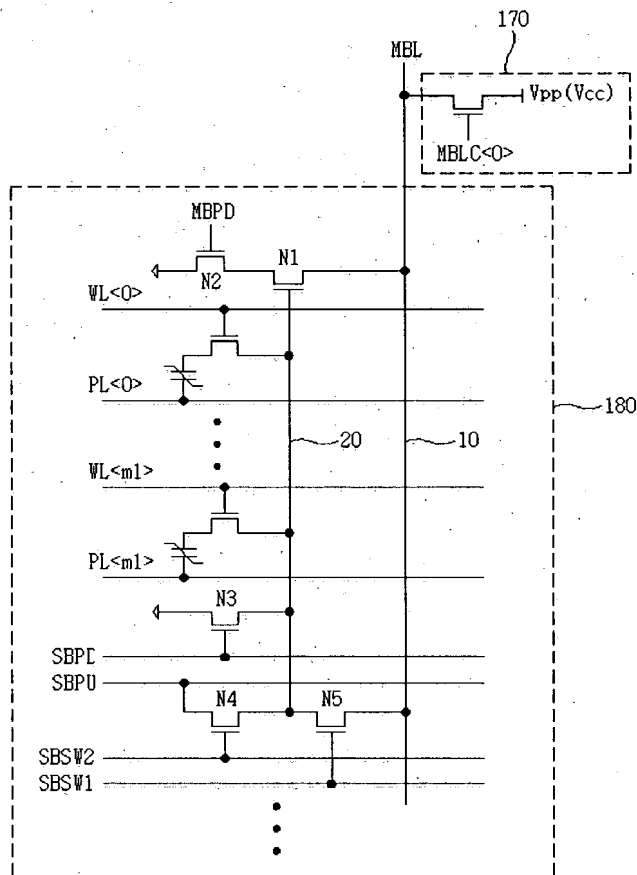 170
MBL
Vpp(Vcc)
MBLC<0>
MBPD
N1
N2
WL<0>
PL<0>
180
20
10
WL<m1>
PL<m1>
N3
SBPD
SBPU
N4
N5
SBSW2
SBSW1